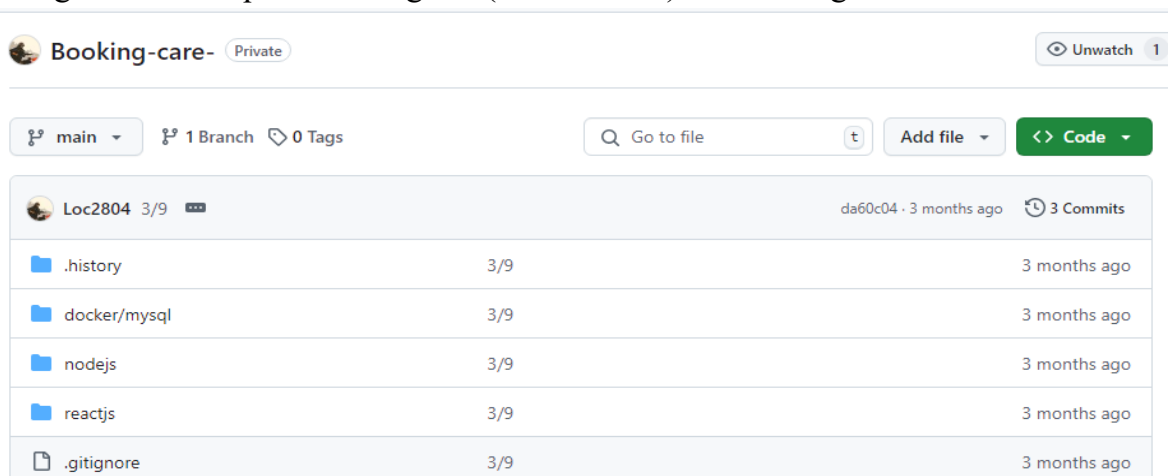 Booking-care- Private Unwatch 1
main 1 Branch 0 Tags Go to file t Add file Code
Loc2804 3/9 da60c04 · 3 months ago 3 Commits
.history 3/9 3 months ago
docker/mysql 3/9 3 months ago
nodejs 3/9 3 months ago
reactjs 3/9 3 months ago
.gitignore 3/9 3 months ago